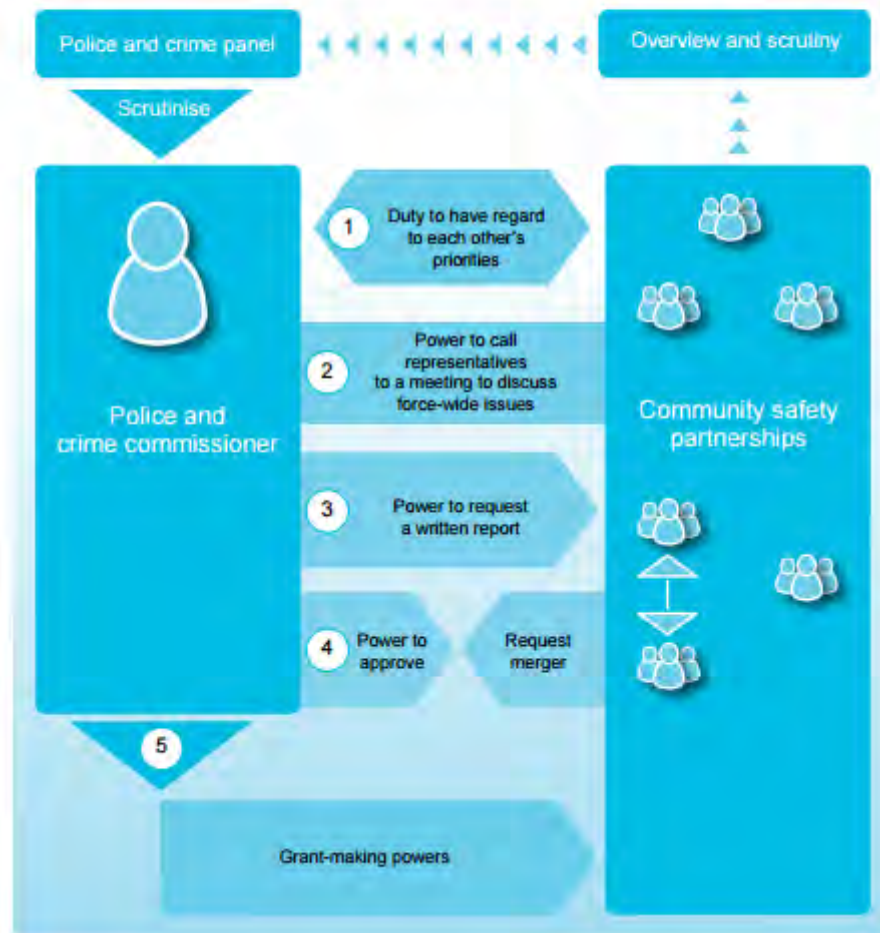 Police and crime panel
Overview and scrutiny
Scrutinise
1
Duty to have regard
to each other's
priorities
2
Power to call
representatives
to a meeting to discuss
force-wide issues
Police and
crime commissioner
Community safety
partnerships
3
Power to request
a written report
4
Power to
approve
Request
merger
5
Grant-making powers